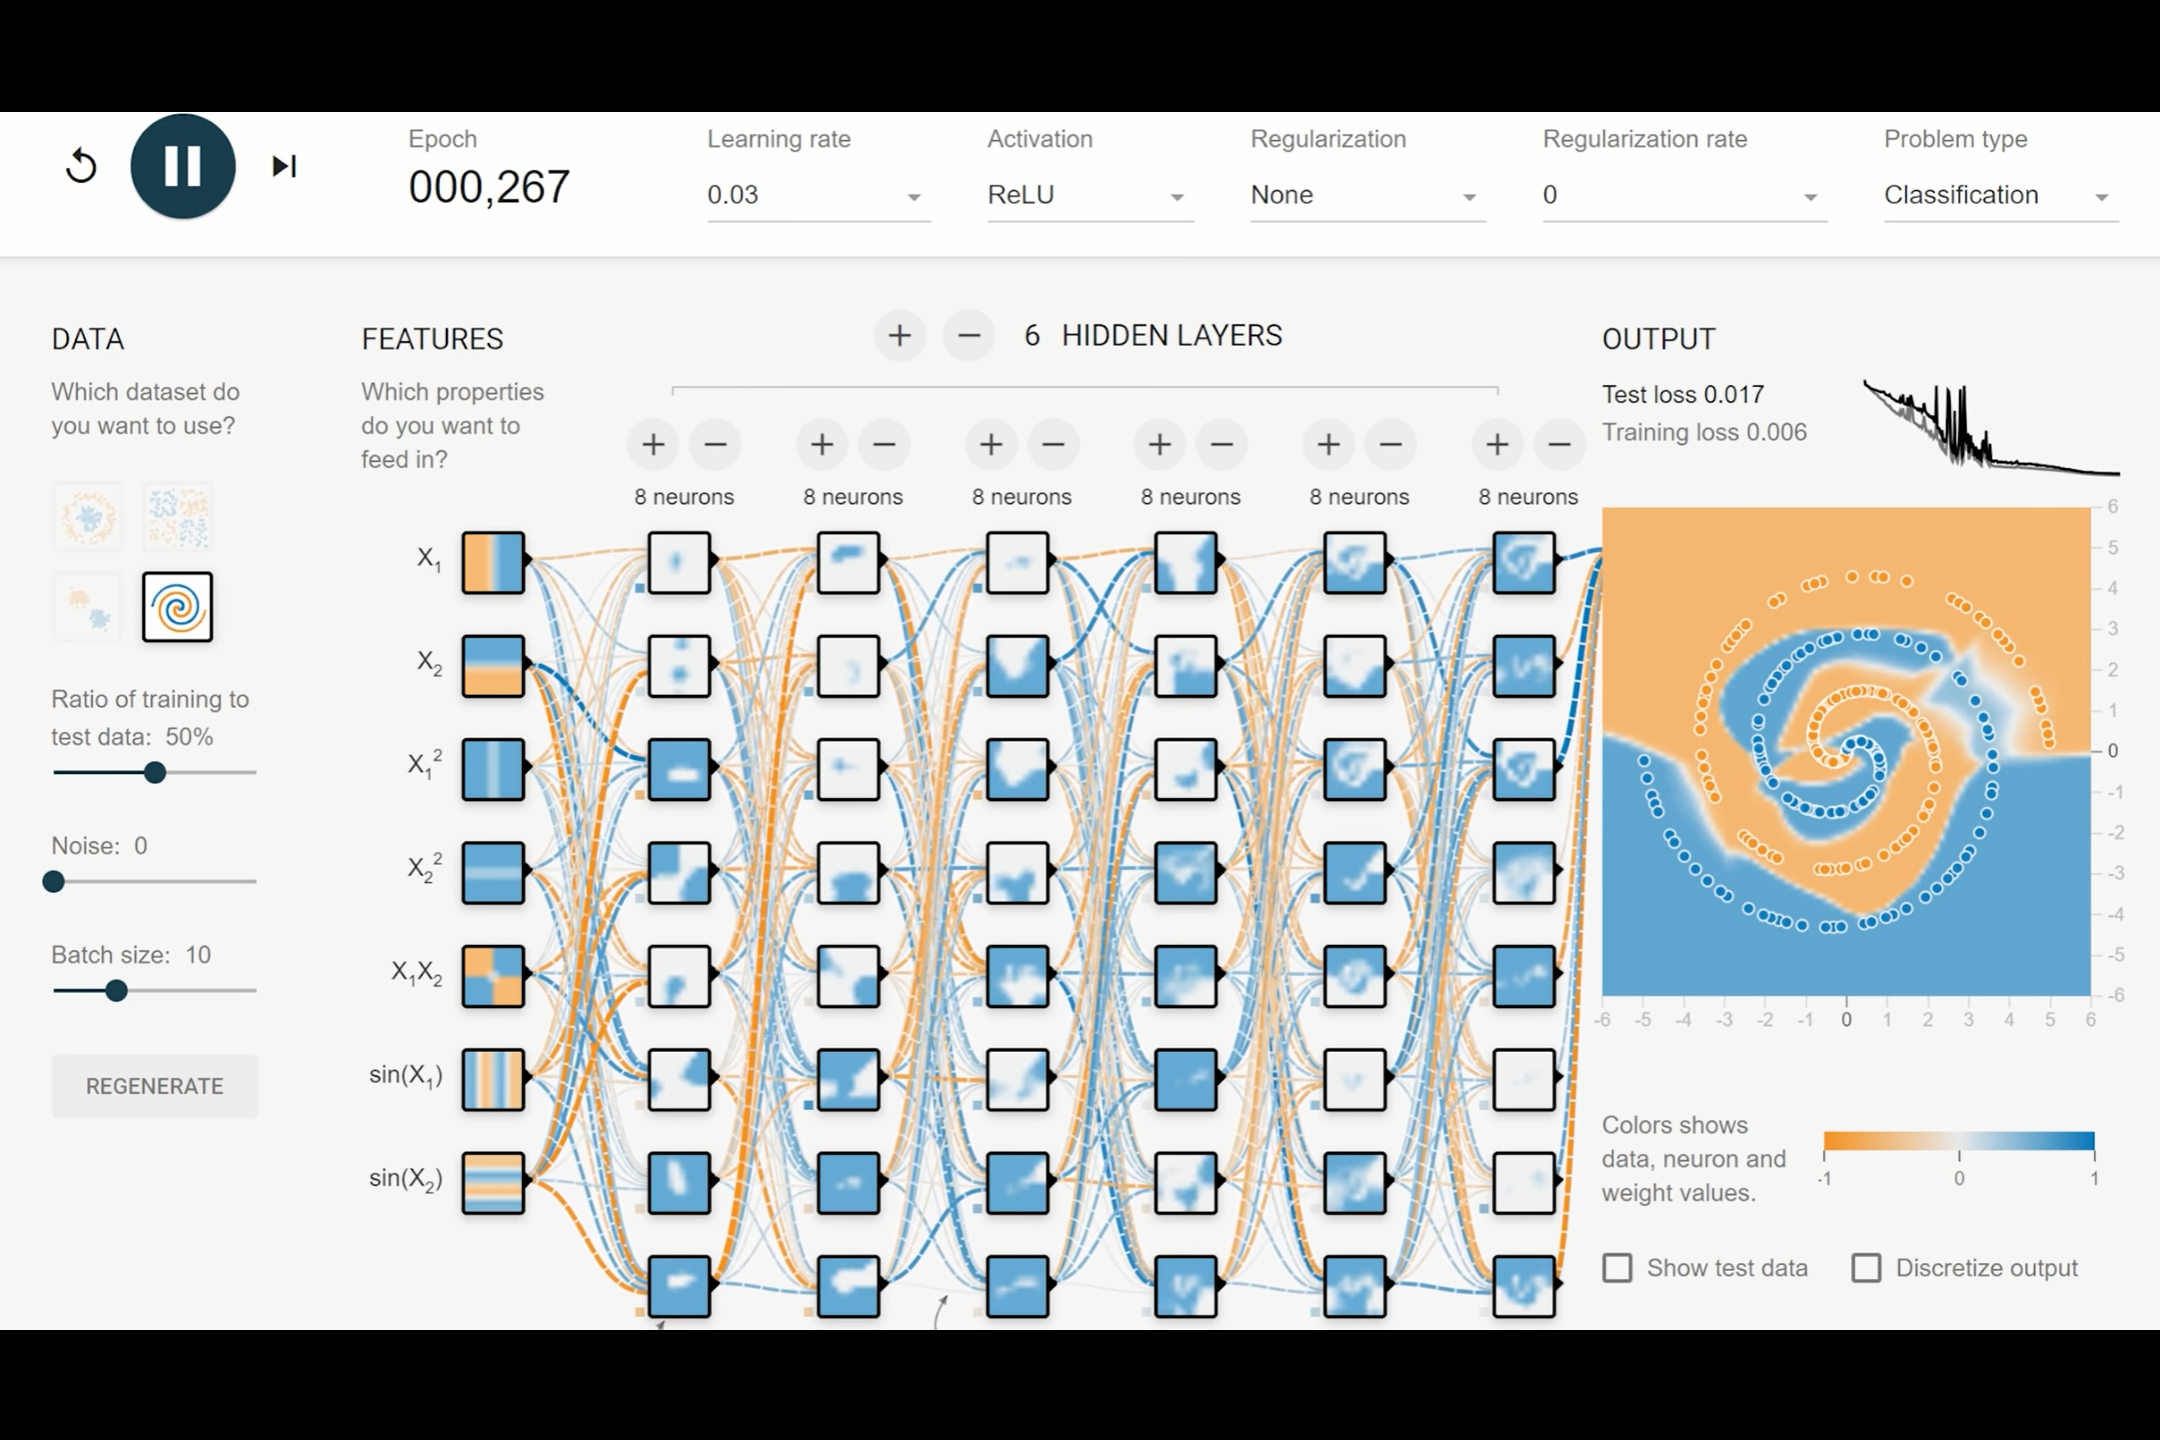 Epoch
000,267
Learning rate
0.03
Activation
ReLU
Regularization
None
Regularization rate
0
Problem type
Classification
DATA
Which dataset do
you want to use?
Ratio of training to
test data: 50%
Noise: 0
Batch size: 10
REGENERATE
FEATURES
Which properties
do you want to
feed in?
X₁
X₂
X₁²
X₂²
X₁X₂
sin(X₁)
sin(X₂)
+ − 6 HIDDEN LAYERS
+ − + − + − + − + − + −
8 neurons 8 neurons 8 neurons 8 neurons 8 neurons 8 neurons
OUTPUT
Test loss 0.017
Training loss 0.006
6
5
4
3
2
1
0
-1
-2
-3
-4
-5
-6
-6 -5 -4 -3 -2 -1 0 1 2 3 4 5 6
Colors shows
data, neuron and
weight values.
-1 0 1
Show test data Discretize output